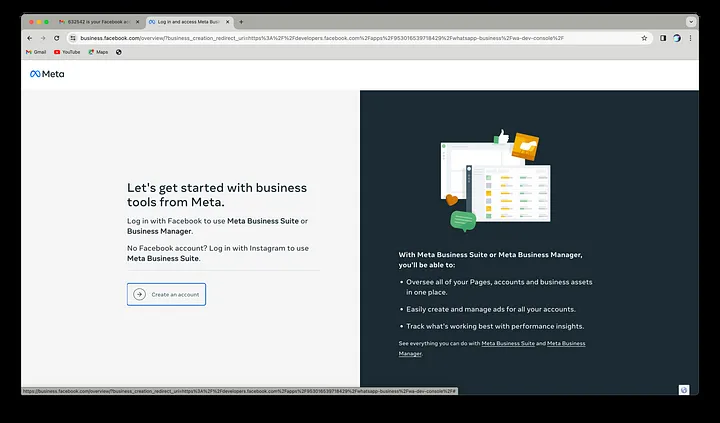 632542 is your Facebook acc
Log in and access Meta Busi
business.facebook.com/overview/?business_creation_redirect_uri=https%3A%2F%2Fdevelopers.facebook.com%2Fapps%2F953016539718429%2Fwhatsapp-business%2Fwa-dev-console%2F
Gmail
YouTube
Maps
Meta
Let's get started with business
tools from Meta.
Log in with Facebook to use Meta Business Suite or
Business Manager.
No Facebook account? Log in with Instagram to use
Meta Business Suite.
Create an account
With Meta Business Suite or Meta Business Manager,
you'll be able to:
• Oversee all of your Pages, accounts and business assets
in one place.
• Easily create and manage ads for all your accounts.
• Track what's working best with performance insights.
See everything you can do with Meta Business Suite and Meta Business
Manager.
https://business.facebook.com/overview/?business_creation_redirect_uri=https%3A%2F%2Fdevelopers.facebook.com%2Fapps%2F953016539718429%2Fwhatsapp-business%2Fwa-dev-console%2F#